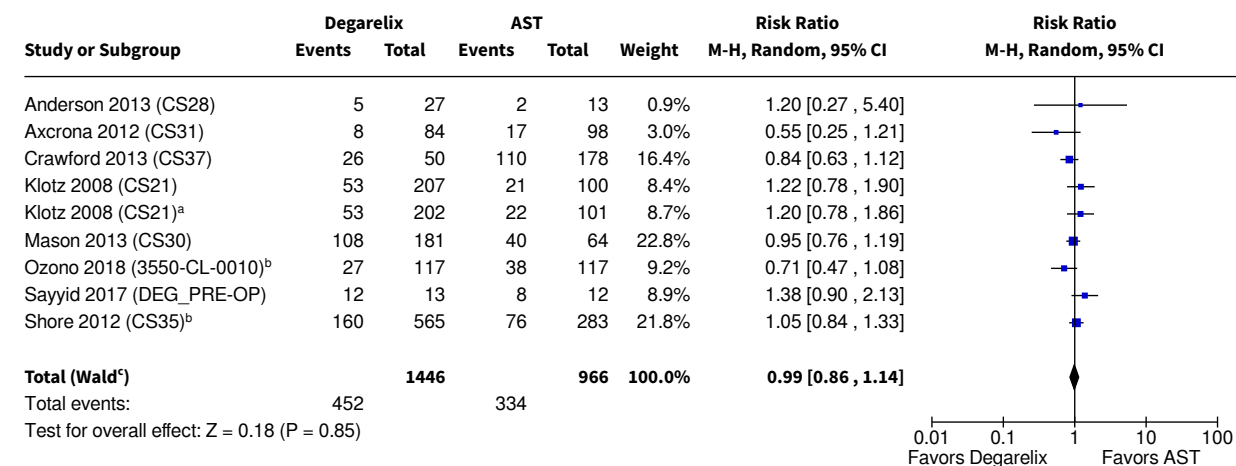 Degarelix AST Risk Ratio Risk Ratio
Study or Subgroup Events Total Events Total Weight M-H, Random, 95% CI M-H, Random, 95% CI
Anderson 2013 (CS28) 5 27 2 13 0.9% 1.20 [0.27 , 5.40]
Axcrona 2012 (CS31) 8 84 17 98 3.0% 0.55 [0.25 , 1.21]
Crawford 2013 (CS37) 26 50 110 178 16.4% 0.84 [0.63 , 1.12]
Klotz 2008 (CS21) 53 207 21 100 8.4% 1.22 [0.78 , 1.90]
Klotz 2008 (CS21)ᵃ 53 202 22 101 8.7% 1.20 [0.78 , 1.86]
Mason 2013 (CS30) 108 181 40 64 22.8% 0.95 [0.76 , 1.19]
Ozono 2018 (3550-CL-0010)ᵇ 27 117 38 117 9.2% 0.71 [0.47 , 1.08]
Sayyid 2017 (DEG_PRE-OP) 12 13 8 12 8.9% 1.38 [0.90 , 2.13]
Shore 2012 (CS35)ᵇ 160 565 76 283 21.8% 1.05 [0.84 , 1.33]
Total (Waldᶜ) 1446 966 100.0% 0.99 [0.86 , 1.14]
Total events: 452 334
Test for overall effect: Z = 0.18 (P = 0.85)
0.01 0.1 1 10 100
Favors Degarelix Favors AST